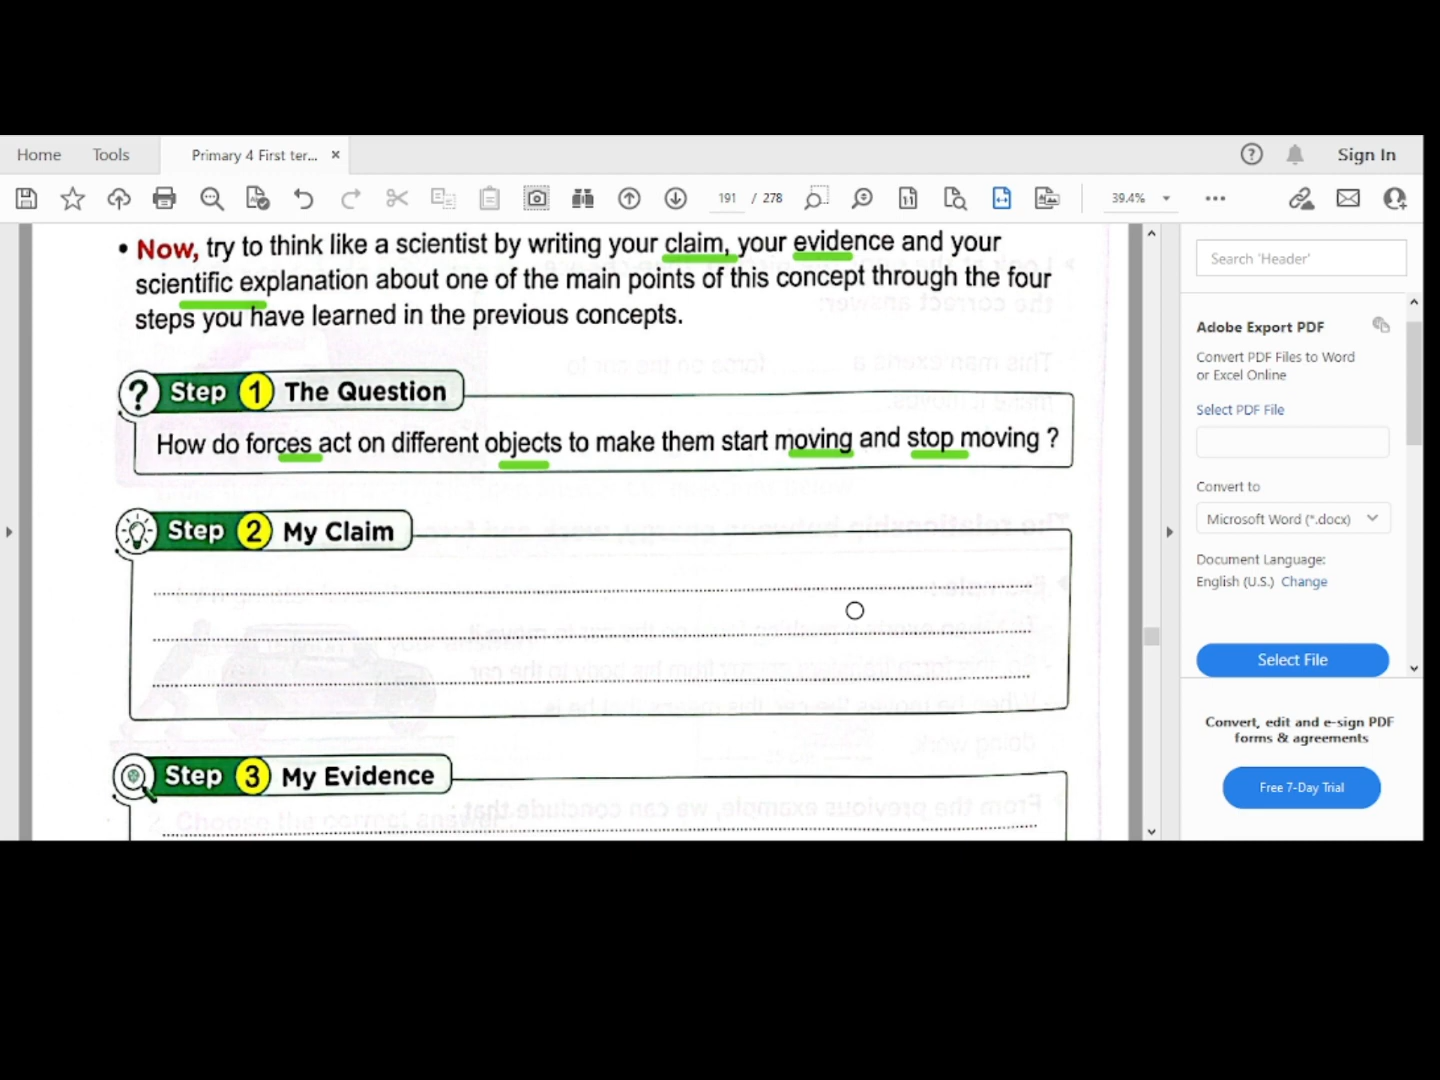 Home Tools Primary 4 First ter... × Sign In
191 / 278 39.4%
• Now, try to think like a scientist by writing your claim, your evidence and your
scientific explanation about one of the main points of this concept through the four
steps you have learned in the previous concepts.
? Step 1 The Question
How do forces act on different objects to make them start moving and stop moving ?
Step 2 My Claim
Step 3 My Evidence
Search 'Header'
Adobe Export PDF
Convert PDF Files to Word
or Excel Online
Select PDF File
Convert to
Microsoft Word (*.docx)
Document Language:
English (U.S.) Change
Select File
Convert, edit and e-sign PDF
forms & agreements
Free 7-Day Trial